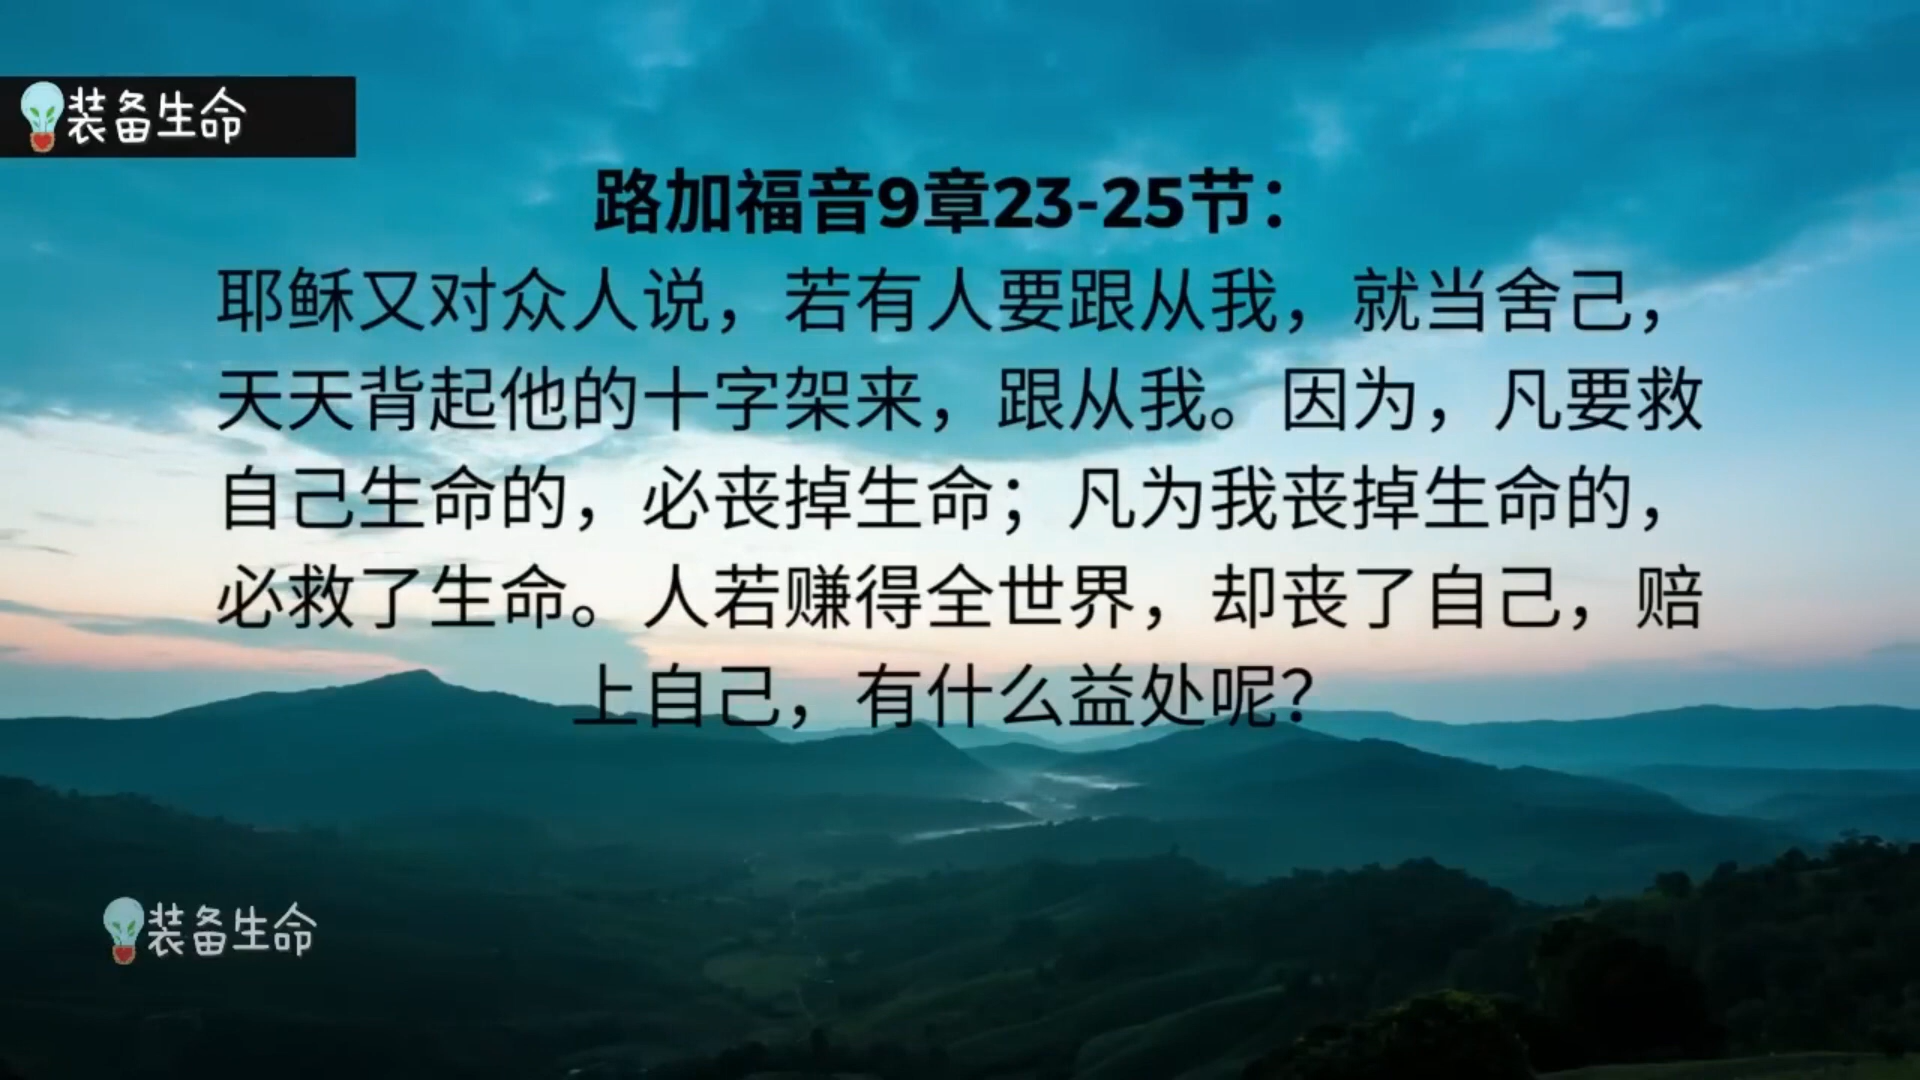 装备生命
路加福音9章23-25节：
耶稣又对众人说，若有人要跟从我，就当舍己，
天天背起他的十字架来，跟从我。因为，凡要救
自己生命的，必丧掉生命；凡为我丧掉生命的，
必救了生命。人若赚得全世界，却丧了自己，赔
上自己，有什么益处呢？
装备生命